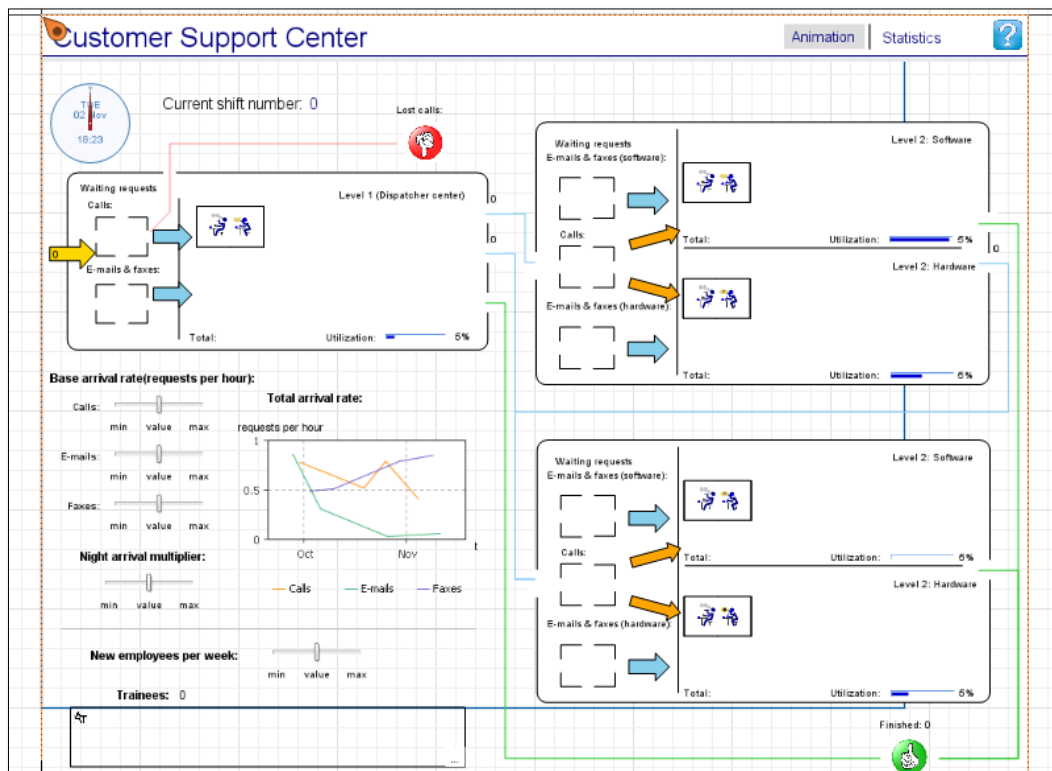 Customer Support Center
Animation
Statistics
?
TUE
02 Nov
18:23
Current shift number: 0
Lost calls:
Waiting requests
Calls:
Level 1 (Dispatcher center)
0
0
0
E-mails & faxes:
Total:
Utilization:
5%
Waiting requests
E-mails & faxes (software):
Level 2: Software
Calls:
Total:
Utilization:
5%
0
Level 2: Hardware
E-mails & faxes (hardware):
Total:
Utilization:
5%
Base arrival rate(requests per hour):
Calls:
min value max
E-mails:
min value max
Faxes:
min value max
Total arrival rate:
requests per hour
1
0.5
0
Oct
Nov
t
Calls
E-mails
Faxes
Night arrival multiplier:
min value max
New employees per week:
min value max
Trainees: 0
...
Waiting requests
E-mails & faxes (software):
Level 2: Software
Calls:
Total:
Utilization:
5%
Level 2: Hardware
E-mails & faxes (hardware):
Total:
Utilization:
5%
Finished: 0